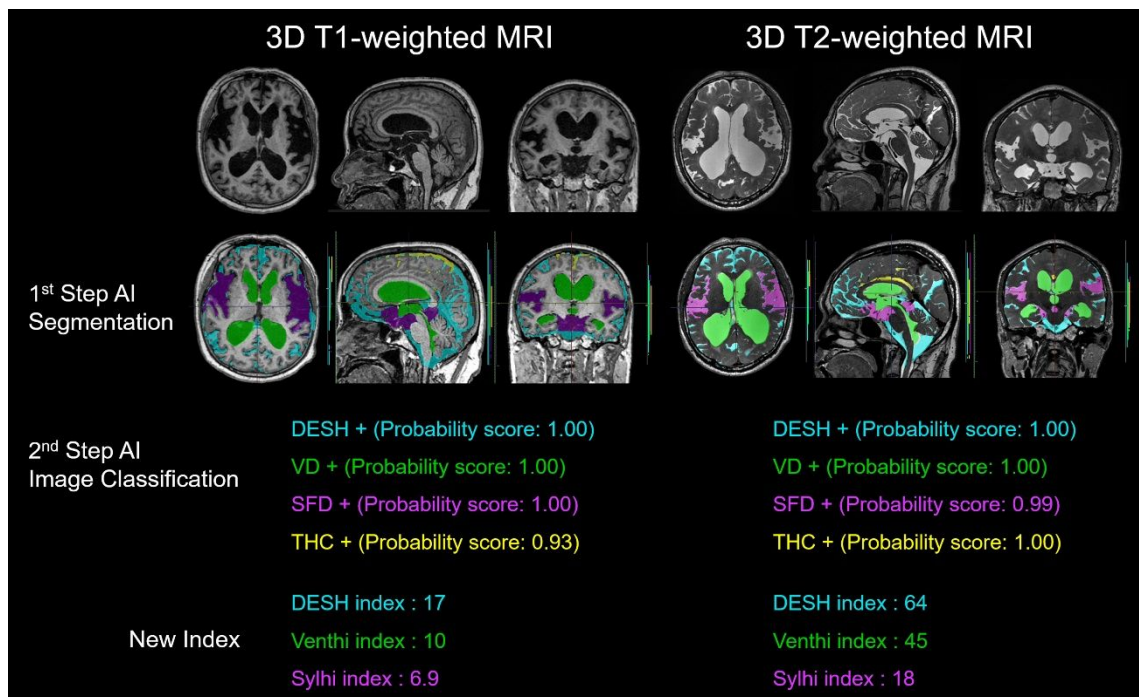 3D T1-weighted MRI
3D T2-weighted MRI
1st Step AI
Segmentation
2nd Step AI
Image Classification
DESH + (Probability score: 1.00)
VD + (Probability score: 1.00)
SFD + (Probability score: 1.00)
THC + (Probability score: 0.93)
DESH + (Probability score: 1.00)
VD + (Probability score: 1.00)
SFD + (Probability score: 0.99)
THC + (Probability score: 1.00)
New Index
DESH index : 17
Venthi index : 10
Sylhi index : 6.9
DESH index : 64
Venthi index : 45
Sylhi index : 18